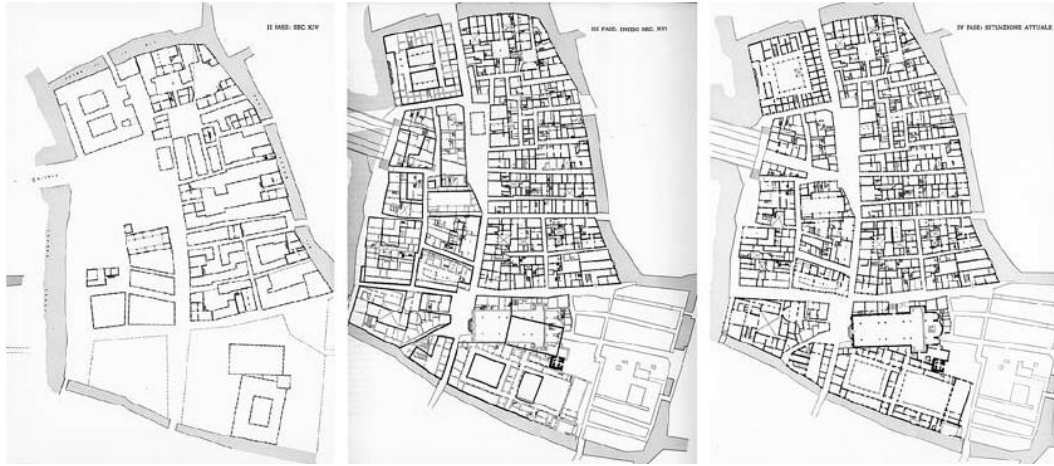 II FASE: SEC. XIV
III FASE: INIZIO SEC. XVI
IV FASE: SITUAZIONE ATTUALE